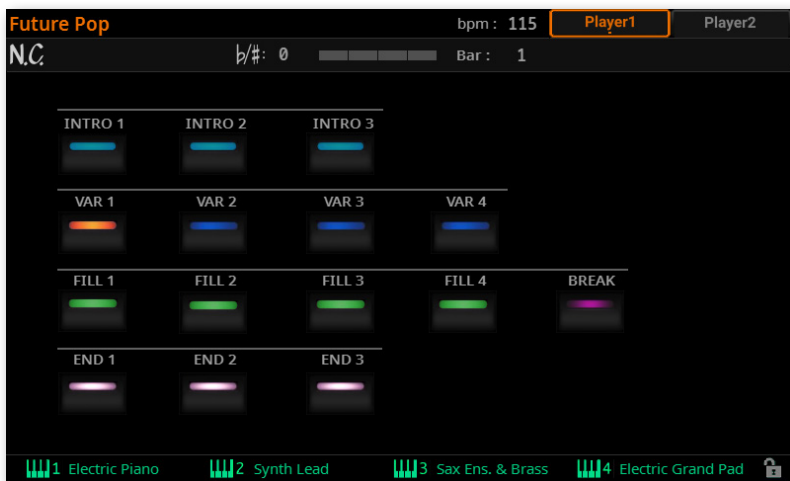 Future Pop bpm: 115 Player1 Player2
N.C. ♭/#: 0 Bar: 1
INTRO 1 INTRO 2 INTRO 3
VAR 1 VAR 2 VAR 3 VAR 4
FILL 1 FILL 2 FILL 3 FILL 4 BREAK
END 1 END 2 END 3
1 Electric Piano 2 Synth Lead 3 Sax Ens. & Brass 4 Electric Grand Pad